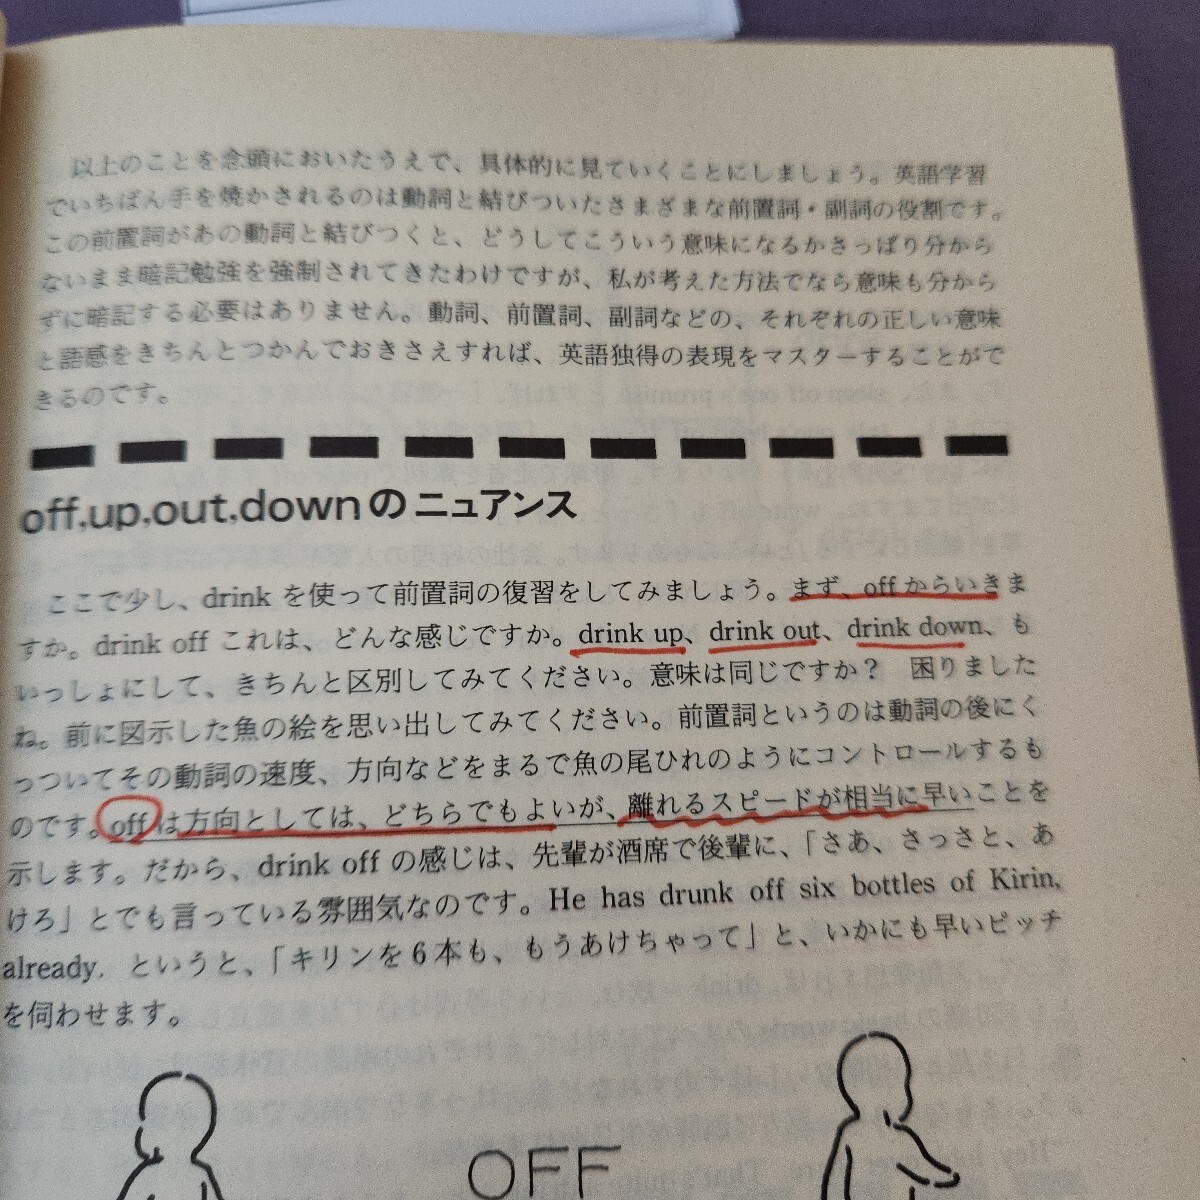 以上のことを念頭においたうえで、具体的に見ていくことにしましょう。英語学習
でいちばん手を焼かされるのは動詞と結びついたさまざまな前置詞・副詞の役割です。
この前置詞があの動詞と結びつくと、どうしてこういう意味になるかさっぱり分から
ないまま暗記勉強を強制されてきたわけですが、私が考えた方法でなら意味も分から
ずに暗記する必要はありません。動詞、前置詞、副詞などの、それぞれの正しい意味
と語感をきちんとつかんでおきさえすれば、英語独得の表現をマスターすることがで
きるのです。
off,up,out,downのニュアンス
ここで少し、drink を使って前置詞の復習をしてみましょう。まず、off からいきま
すか。drink off これは、どんな感じですか。drink up、drink out、drink down、も
いっしょにして、きちんと区別してみてください。意味は同じですか？　困りました
ね。前に図示した魚の絵を思い出してみてください。前置詞というのは動詞の後にく
っついてその動詞の速度、方向などをまるで魚の尾ひれのようにコントロールするも
のです。off は方向としては、どちらでもよいが、離れるスピードが相当に早いことを
示します。だから、drink off の感じは、先輩が酒席で後輩に、「さあ、さっさと、あ
けろ」とでも言っている雰囲気なのです。He has drunk off six bottles of Kirin,
already. というと、「キリンを6本も、もうあけちゃって」と、いかにも早いピッチ
を伺わせます。
OFF